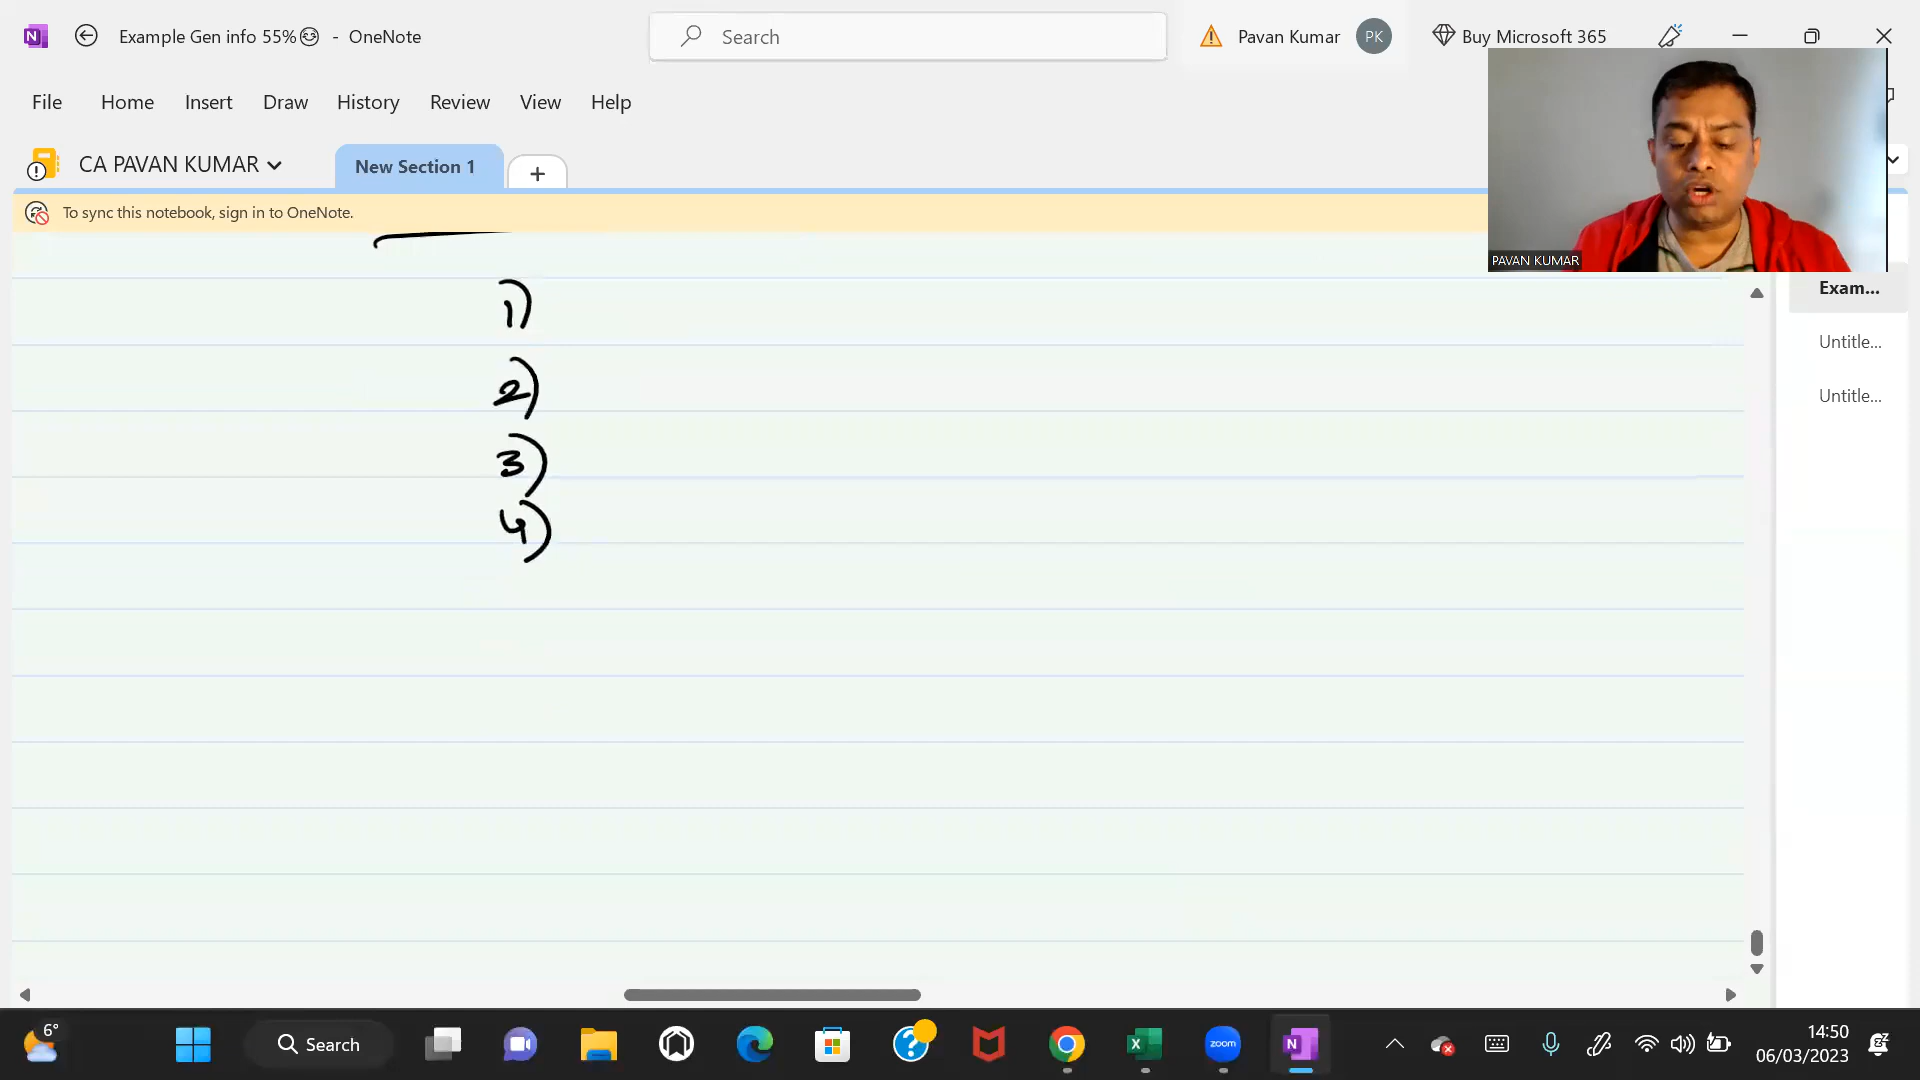 Example Gen info 55%😊 - OneNote
Search
Pavan Kumar
PK
Buy Microsoft 365
File Home Insert Draw History Review View Help
CA PAVAN KUMAR
New Section 1
+
To sync this notebook, sign in to OneNote.
PAVAN KUMAR
Exam...
Untitle...
Untitle...
1)
2)
3)
4)
6°
Search
zoom
14:50
06/03/2023